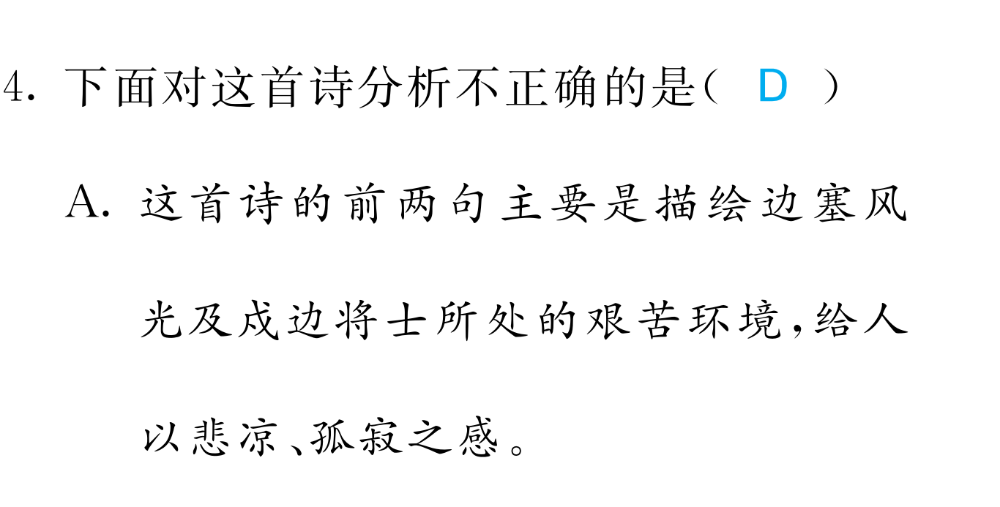 4. 下面对这首诗分析不正确的是( D )
A. 这首诗的前两句主要是描绘边塞风
光及戍边将士所处的艰苦环境,给人
以悲凉、孤寂之感。